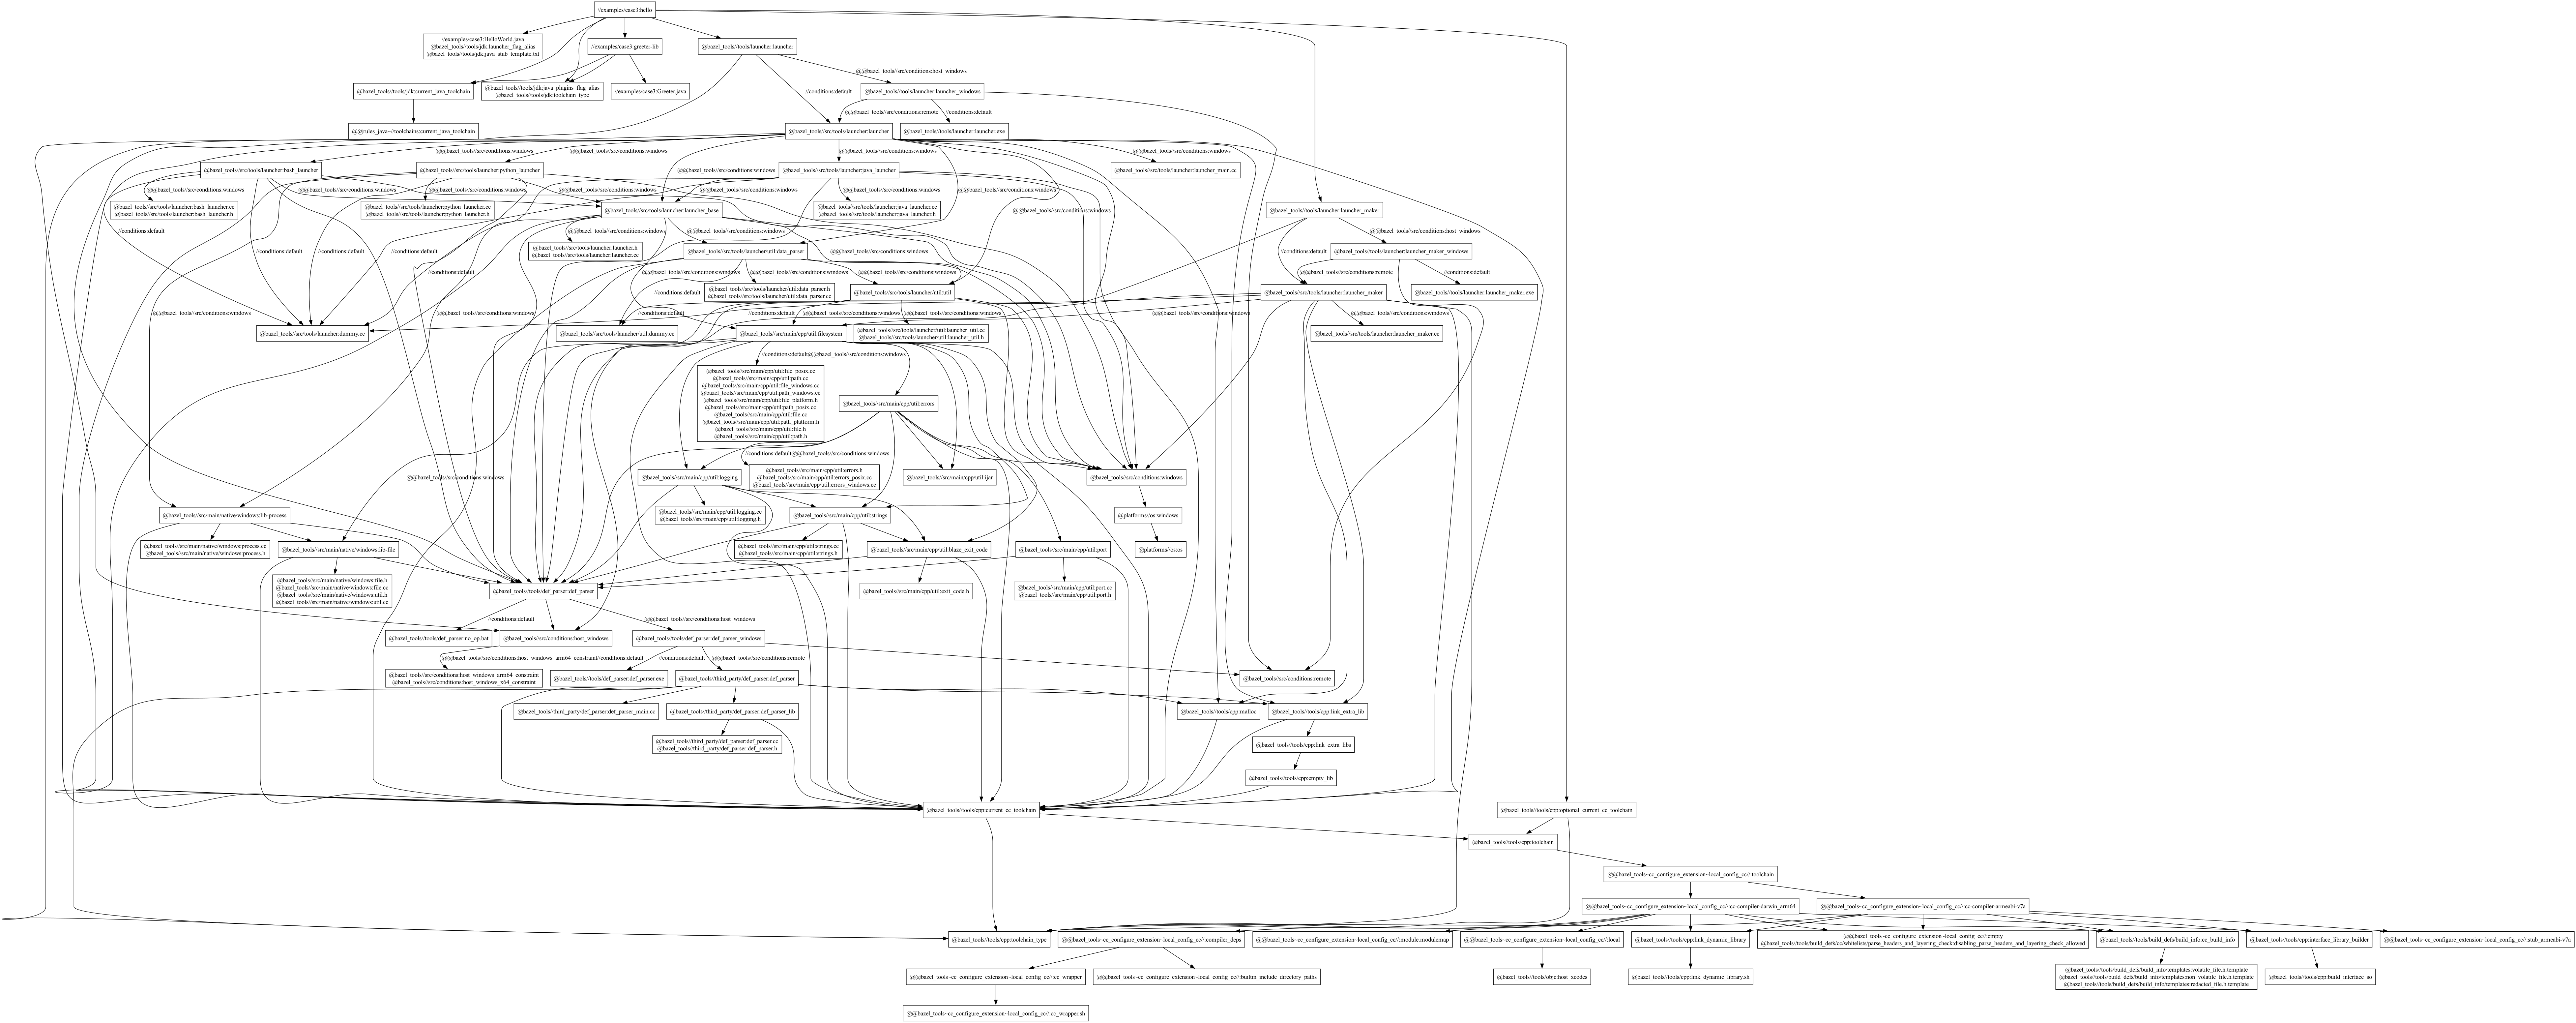 //examples/case3:hello
//examples/case3:HelloWorld.java
@bazel_tools//tools/jdk:launcher_flag_alias
@bazel_tools//tools/jdk:java_stub_template.txt
//examples/case3:greeter-lib
@bazel_tools//tools/launcher:launcher
@@bazel_tools//src/conditions:host_windows
@bazel_tools//tools/jdk:current_java_toolchain
@bazel_tools//tools/jdk:java_plugins_flag_alias
@bazel_tools//tools/jdk:toolchain_type
//examples/case3:Greeter.java
//conditions:default
@bazel_tools//tools/launcher:launcher_windows
@@bazel_tools//src/conditions:remote
//conditions:default
@@rules_java~//toolchains:current_java_toolchain
@bazel_tools//src/tools/launcher:launcher
@bazel_tools//tools/launcher:launcher.exe
@@bazel_tools//src/conditions:windows
@@bazel_tools//src/conditions:windows
@@bazel_tools//src/conditions:windows
@@bazel_tools//src/conditions:windows
@bazel_tools//src/tools/launcher:bash_launcher
@bazel_tools//src/tools/launcher:python_launcher
@@bazel_tools//src/conditions:windows
@bazel_tools//src/tools/launcher:java_launcher
@bazel_tools//src/tools/launcher:launcher_main.cc
@@bazel_tools//src/conditions:windows
@@bazel_tools//src/conditions:windows
@@bazel_tools//src/conditions:windows
@@bazel_tools//src/conditions:windows
@@bazel_tools//src/conditions:windows
@@bazel_tools//src/conditions:windows
@@bazel_tools//src/conditions:windows
@@bazel_tools//src/conditions:windows
@bazel_tools//src/tools/launcher:bash_launcher.cc
@bazel_tools//src/tools/launcher:bash_launcher.h
@bazel_tools//src/tools/launcher:python_launcher.cc
@bazel_tools//src/tools/launcher:python_launcher.h
@bazel_tools//src/tools/launcher:launcher_base
@bazel_tools//src/tools/launcher:java_launcher.cc
@bazel_tools//src/tools/launcher:java_launcher.h
@@bazel_tools//src/conditions:windows
@bazel_tools//tools/launcher:launcher_maker
//conditions:default
@@bazel_tools//src/conditions:windows
@@bazel_tools//src/conditions:windows
@@bazel_tools//src/conditions:host_windows
//conditions:default
//conditions:default
//conditions:default
@bazel_tools//src/tools/launcher:launcher.h
@bazel_tools//src/tools/launcher:launcher.cc
@bazel_tools//src/tools/launcher/util:data_parser
@@bazel_tools//src/conditions:windows
//conditions:default
@bazel_tools//tools/launcher:launcher_maker_windows
//conditions:default
@@bazel_tools//src/conditions:windows
@@bazel_tools//src/conditions:windows
@@bazel_tools//src/conditions:windows
@@bazel_tools//src/conditions:remote
//conditions:default
//conditions:default
@bazel_tools//src/tools/launcher/util:data_parser.h
@bazel_tools//src/tools/launcher/util:data_parser.cc
@bazel_tools//src/tools/launcher/util:util
@bazel_tools//src/tools/launcher:launcher_maker
@bazel_tools//tools/launcher:launcher_maker.exe
@@bazel_tools//src/conditions:windows
@@bazel_tools//src/conditions:windows
//conditions:default
//conditions:default
@@bazel_tools//src/conditions:windows
@@bazel_tools//src/conditions:windows
@@bazel_tools//src/conditions:windows
@@bazel_tools//src/conditions:windows
@bazel_tools//src/tools/launcher:dummy.cc
@bazel_tools//src/tools/launcher/util:dummy.cc
@bazel_tools//src/main/cpp/util:filesystem
@bazel_tools//src/tools/launcher/util:launcher_util.cc
@bazel_tools//src/tools/launcher/util:launcher_util.h
@bazel_tools//src/tools/launcher:launcher_maker.cc
//conditions:default@@bazel_tools//src/conditions:windows
@bazel_tools//src/main/cpp/util:file_posix.cc
@bazel_tools//src/main/cpp/util:path.cc
@bazel_tools//src/main/cpp/util:file_windows.cc
@bazel_tools//src/main/cpp/util:path_windows.cc
@bazel_tools//src/main/cpp/util:file_platform.h
@bazel_tools//src/main/cpp/util:path_posix.cc
@bazel_tools//src/main/cpp/util:file.cc
@bazel_tools//src/main/cpp/util:path_platform.h
@bazel_tools//src/main/cpp/util:file.h
@bazel_tools//src/main/cpp/util:path.h
@bazel_tools//src/main/cpp/util:errors
//conditions:default@@bazel_tools//src/conditions:windows
@@bazel_tools//src/conditions:windows
@bazel_tools//src/main/cpp/util:logging
@bazel_tools//src/main/cpp/util:errors.h
@bazel_tools//src/main/cpp/util:errors_posix.cc
@bazel_tools//src/main/cpp/util:errors_windows.cc
@bazel_tools//src/main/cpp/util:ijar
@bazel_tools//src/conditions:windows
@bazel_tools//src/main/native/windows:lib-process
@bazel_tools//src/main/cpp/util:logging.cc
@bazel_tools//src/main/cpp/util:logging.h
@bazel_tools//src/main/cpp/util:strings
@platforms//os:windows
@bazel_tools//src/main/native/windows:process.cc
@bazel_tools//src/main/native/windows:process.h
@bazel_tools//src/main/native/windows:lib-file
@bazel_tools//src/main/cpp/util:strings.cc
@bazel_tools//src/main/cpp/util:strings.h
@bazel_tools//src/main/cpp/util:blaze_exit_code
@bazel_tools//src/main/cpp/util:port
@platforms//os:os
@bazel_tools//src/main/native/windows:file.h
@bazel_tools//src/main/native/windows:file.cc
@bazel_tools//src/main/native/windows:util.h
@bazel_tools//src/main/native/windows:util.cc
@bazel_tools//tools/def_parser:def_parser
@bazel_tools//src/main/cpp/util:exit_code.h
@bazel_tools//src/main/cpp/util:port.cc
@bazel_tools//src/main/cpp/util:port.h
//conditions:default
@@bazel_tools//src/conditions:host_windows
@bazel_tools//tools/def_parser:no_op.bat
@bazel_tools//src/conditions:host_windows
@bazel_tools//tools/def_parser:def_parser_windows
@@bazel_tools//src/conditions:host_windows_arm64_constraint//conditions:default
//conditions:default
@@bazel_tools//src/conditions:remote
@bazel_tools//src/conditions:host_windows_arm64_constraint
@bazel_tools//src/conditions:host_windows_x64_constraint
@bazel_tools//tools/def_parser:def_parser.exe
@bazel_tools//third_party/def_parser:def_parser
@bazel_tools//src/conditions:remote
@bazel_tools//third_party/def_parser:def_parser_main.cc
@bazel_tools//third_party/def_parser:def_parser_lib
@bazel_tools//tools/cpp:malloc
@bazel_tools//tools/cpp:link_extra_lib
@bazel_tools//third_party/def_parser:def_parser.cc
@bazel_tools//third_party/def_parser:def_parser.h
@bazel_tools//tools/cpp:link_extra_libs
@bazel_tools//tools/cpp:empty_lib
@bazel_tools//tools/cpp:current_cc_toolchain
@bazel_tools//tools/cpp:optional_current_cc_toolchain
@bazel_tools//tools/cpp:toolchain
@@bazel_tools~cc_configure_extension~local_config_cc//:toolchain
@@bazel_tools~cc_configure_extension~local_config_cc//:cc-compiler-darwin_arm64
@@bazel_tools~cc_configure_extension~local_config_cc//:cc-compiler-armeabi-v7a
@bazel_tools//tools/cpp:toolchain_type
@@bazel_tools~cc_configure_extension~local_config_cc//:compiler_deps
@@bazel_tools~cc_configure_extension~local_config_cc//:module.modulemap
@@bazel_tools~cc_configure_extension~local_config_cc//:local
@bazel_tools//tools/cpp:link_dynamic_library
@@bazel_tools~cc_configure_extension~local_config_cc//:empty
@bazel_tools//tools/build_defs/cc/whitelists/parse_headers_and_layering_check:disabling_parse_headers_and_layering_check_allowed
@bazel_tools//tools/build_defs/build_info:cc_build_info
@bazel_tools//tools/cpp:interface_library_builder
@@bazel_tools~cc_configure_extension~local_config_cc//:stub_armeabi-v7a
@@bazel_tools~cc_configure_extension~local_config_cc//:cc_wrapper
@@bazel_tools~cc_configure_extension~local_config_cc//:builtin_include_directory_paths
@bazel_tools//tools/objc:host_xcodes
@bazel_tools//tools/cpp:link_dynamic_library.sh
@bazel_tools//tools/build_defs/build_info/templates:volatile_file.h.template
@bazel_tools//tools/build_defs/build_info/templates:non_volatile_file.h.template
@bazel_tools//tools/build_defs/build_info/templates:redacted_file.h.template
@bazel_tools//tools/cpp:build_interface_so
@@bazel_tools~cc_configure_extension~local_config_cc//:cc_wrapper.sh